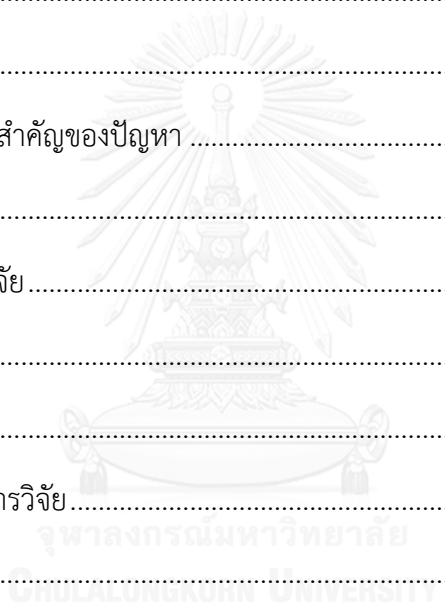 สำคัญของปัญหา ........................................
จัย ........................................
ารวิจัย ........................................
จุฬาลงกรณ์มหาวิทยาลัย
CHULALONGKORN UNIVERSITY